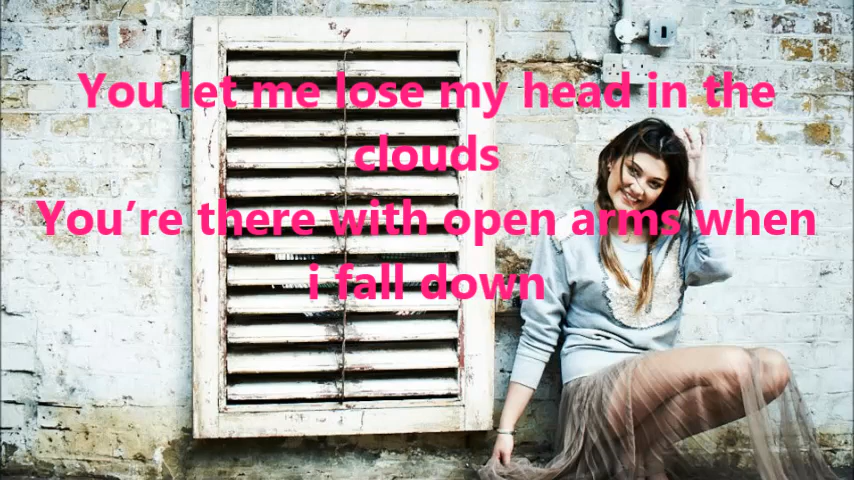 You let me lose my head in the
clouds
You’re there with open arms when
i fall down